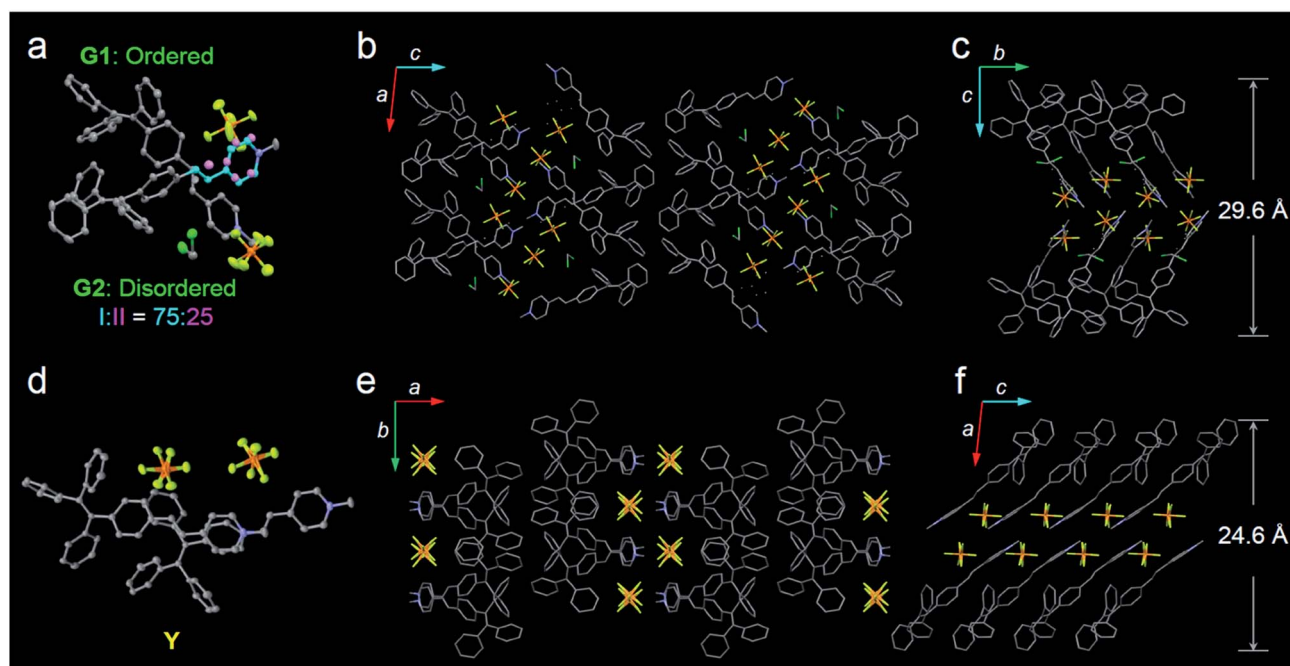 a
G1: Ordered
G2: Disordered
I:II = 75:25
b
c
a
c
b
c
29.6 Å
d
Y
e
a
b
f
c
a
24.6 Å